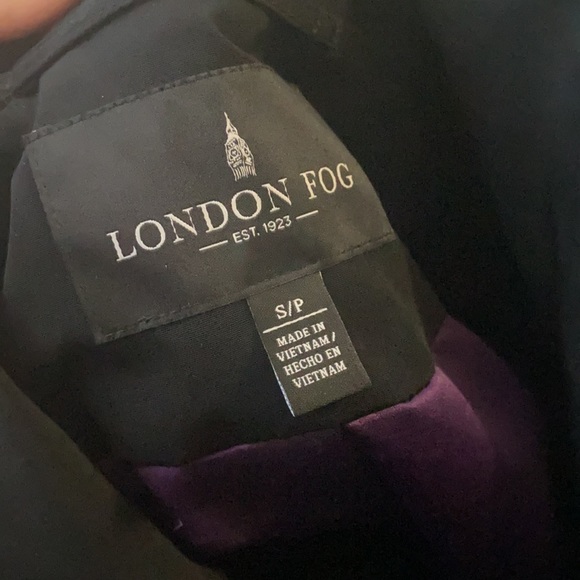 LONDON FOG
EST. 1923
S/P
MADE IN
VIETNAM/
HECHO EN
VIETNAM